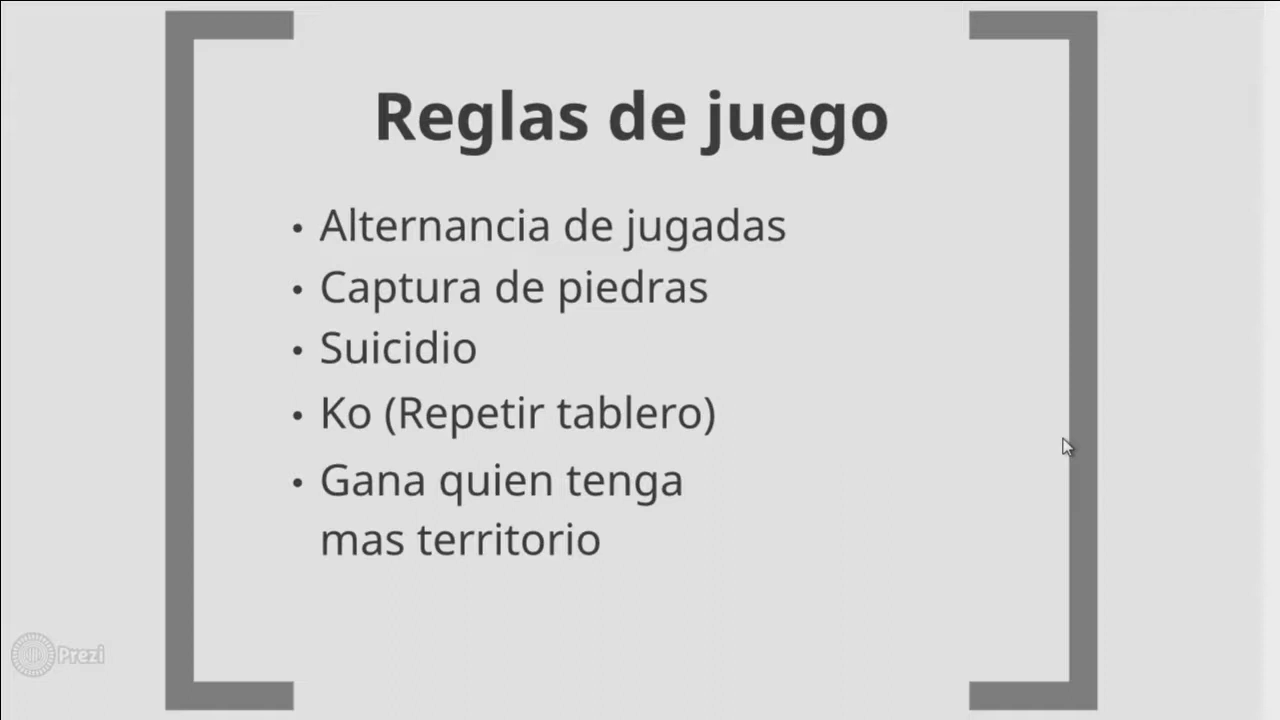 Reglas de juego
• Alternancia de jugadas
• Captura de piedras
• Suicidio
• Ko (Repetir tablero)
• Gana quien tenga
mas territorio
Prezi